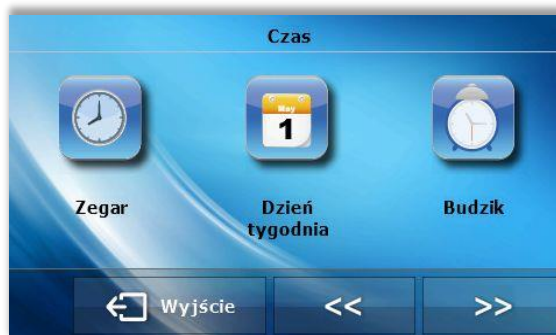 Czas
May
1
Zegar
Dzień
tygodnia
Budzik
Wyjście
<<
>>